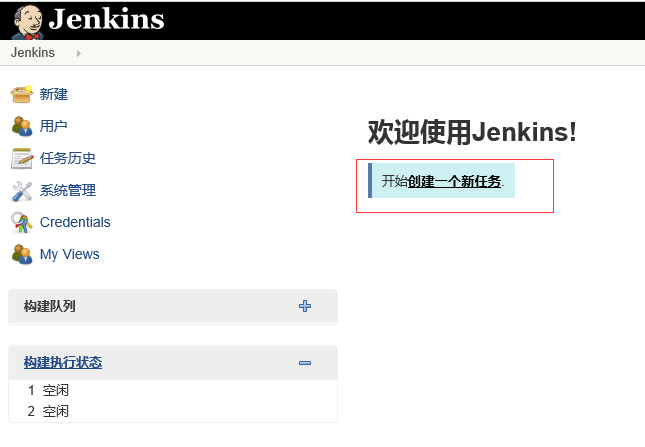 Jenkins
Jenkins
新建
用户
任务历史
系统管理
Credentials
My Views
构建队列
构建执行状态
1 空闲
2 空闲
欢迎使用Jenkins!
开始创建一个新任务.